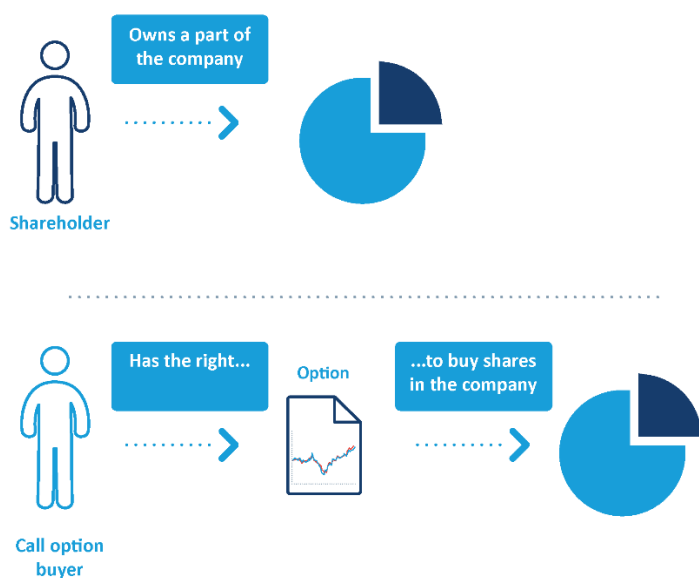 Owns a part of
the company
Shareholder
Has the right...
Option
...to buy shares
in the company
Call option
buyer